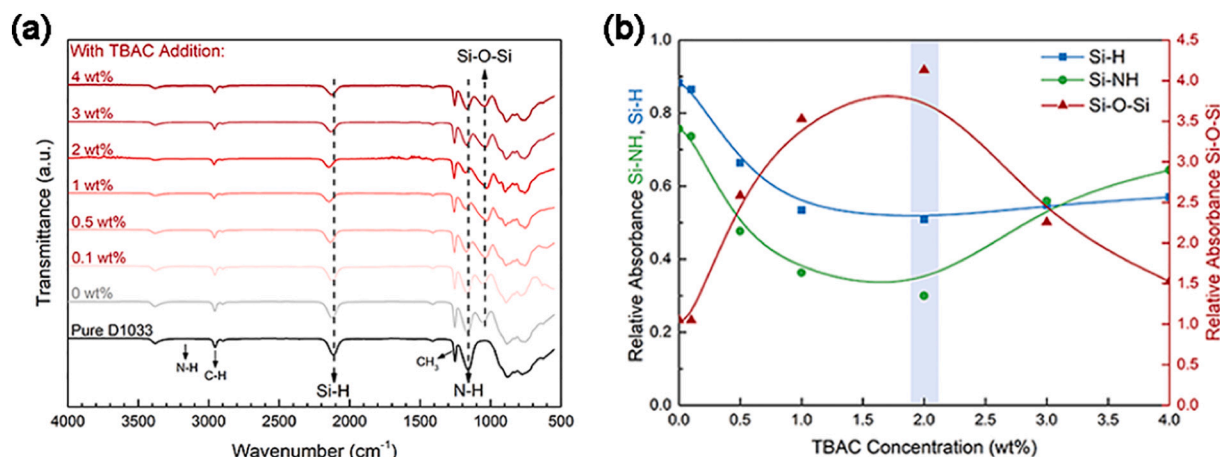 (a)
With TBAC Addition:
4 wt%
3 wt%
2 wt%
1 wt%
0.5 wt%
0.1 wt%
0 wt%
Pure D1033
Si-O-Si
N-H
C-H
Si-H
CH3
N-H
Transmittance (a.u.)
4000 3500 3000 2500 2000 1500 1000
Wavenumber (cm-1)
(b)
Si-H
Si-NH
Si-O-Si
Relative Absorbance Si-NH, Si-H
1.0
0.8
0.6
0.4
0.2
0.0
Relative Absorbance Si-O-Si
4.5
4.0
3.5
3.0
2.5
2.0
1.5
1.0
0.5
0.0
0.0 0.5 1.0 1.5 2.0 2.5 3.0 3.5 4.0
TBAC Concentration (wt%)